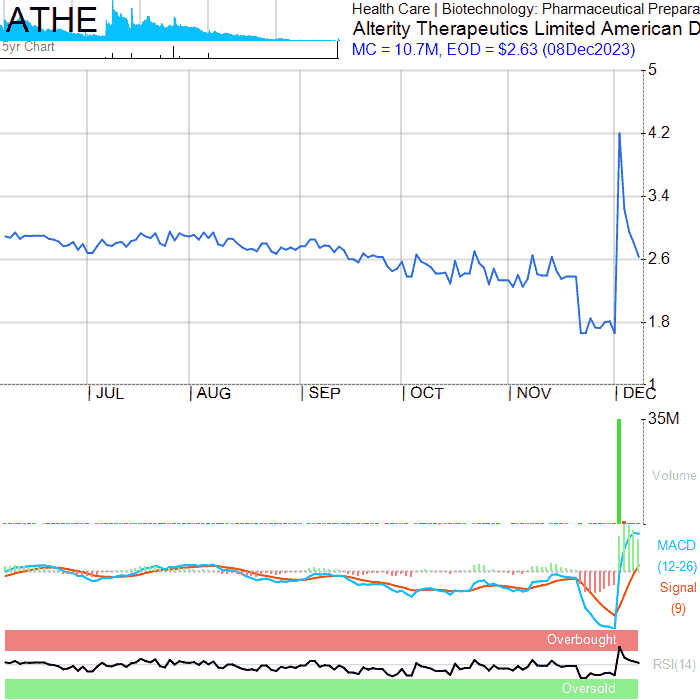 ATHE
5yr Chart
Health Care | Biotechnology: Pharmaceutical Prepara
Alterity Therapeutics Limited American D
MC = 10.7M, EOD = $2.63 (08Dec2023)
5
4.2
3.4
2.6
1.8
1
JUL
AUG
SEP
OCT
NOV
DEC
35M
Volume
MACD
(12-26)
Signal
(9)
Overbought
RSI(14)
Oversold